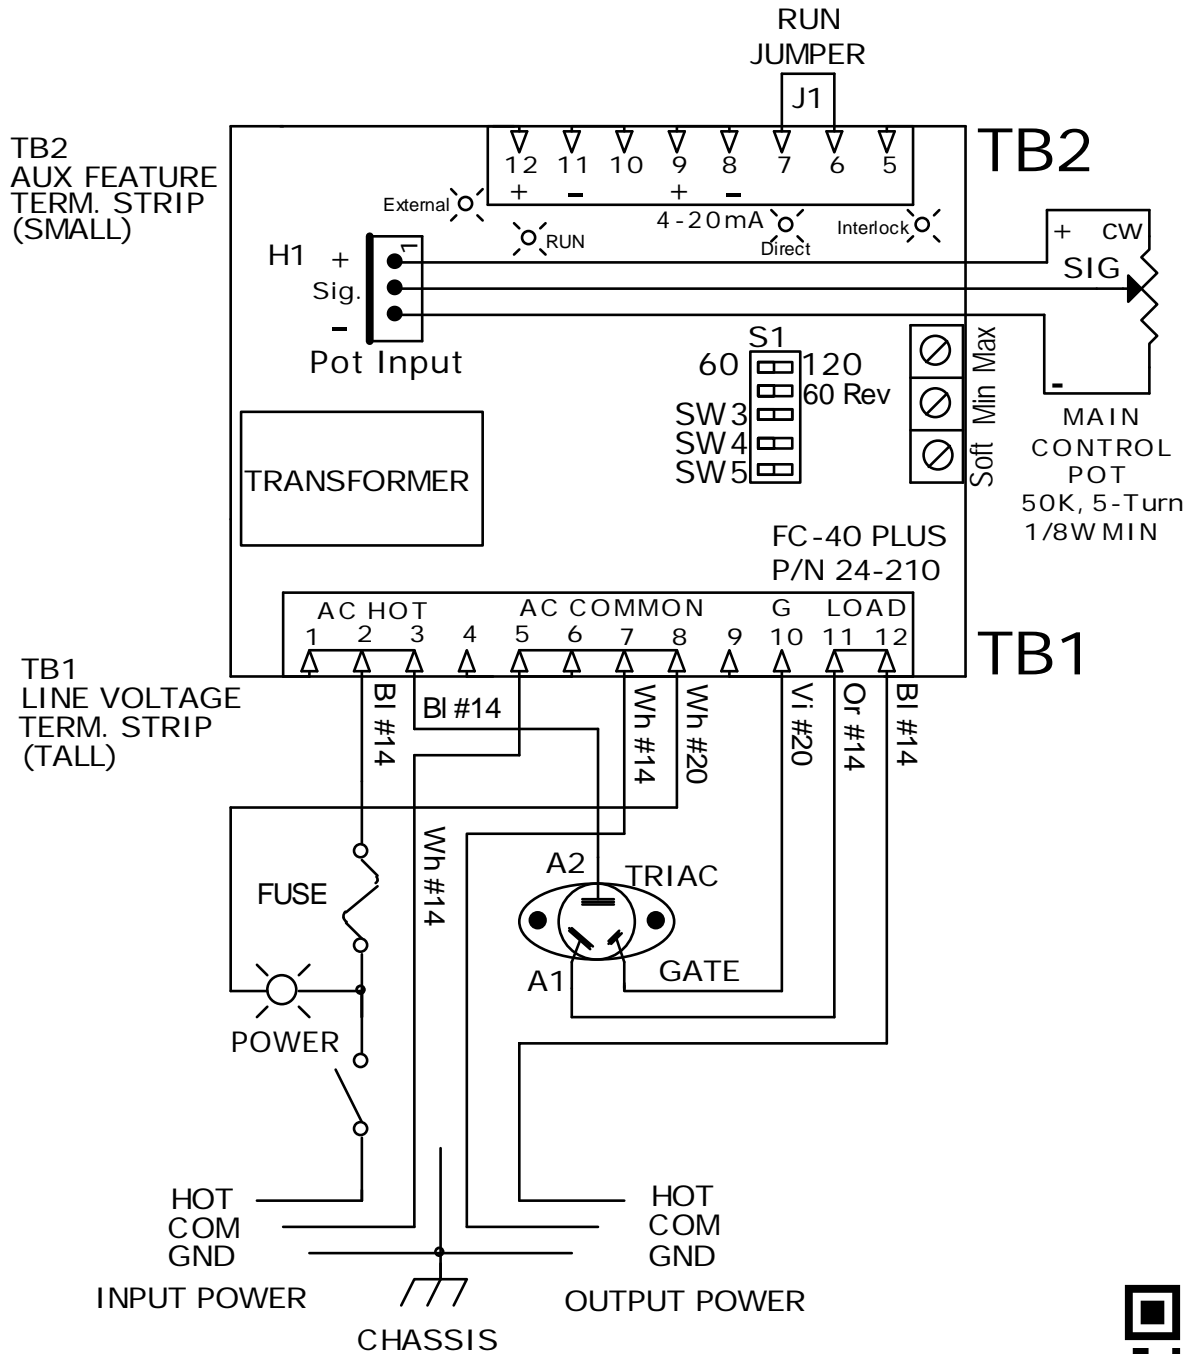 RUN
JUMPER
J1
TB2
AUX FEATURE
TERM. STRIP
(SMALL)
12 11 10 9 8 7 6 5
+ - + -
4-20mA
TB2
External
RUN
Direct
Interlock
H1
+
Sig.
-
1
Pot Input
+ CW
SIG
-
MAIN
CONTROL
POT
50K, 5-Turn
1/8W MIN
S1
60 120
60 Rev
SW3
SW4
SW5
Max
Min
Soft
TRANSFORMER
FC-40 PLUS
P/N 24-210
AC HOT AC COMMON G LOAD
1 2 3 4 5 6 7 8 9 10 11 12
TB1
TB1
LINE VOLTAGE
TERM. STRIP
(TALL)
Bl #14
Bl #14
Wh #14
Wh #20
Vi #20
Or #14
Bl #14
Wh #14
FUSE
A2
TRIAC
A1
GATE
POWER
HOT
COM
GND
INPUT POWER
HOT
COM
GND
OUTPUT POWER
CHASSIS